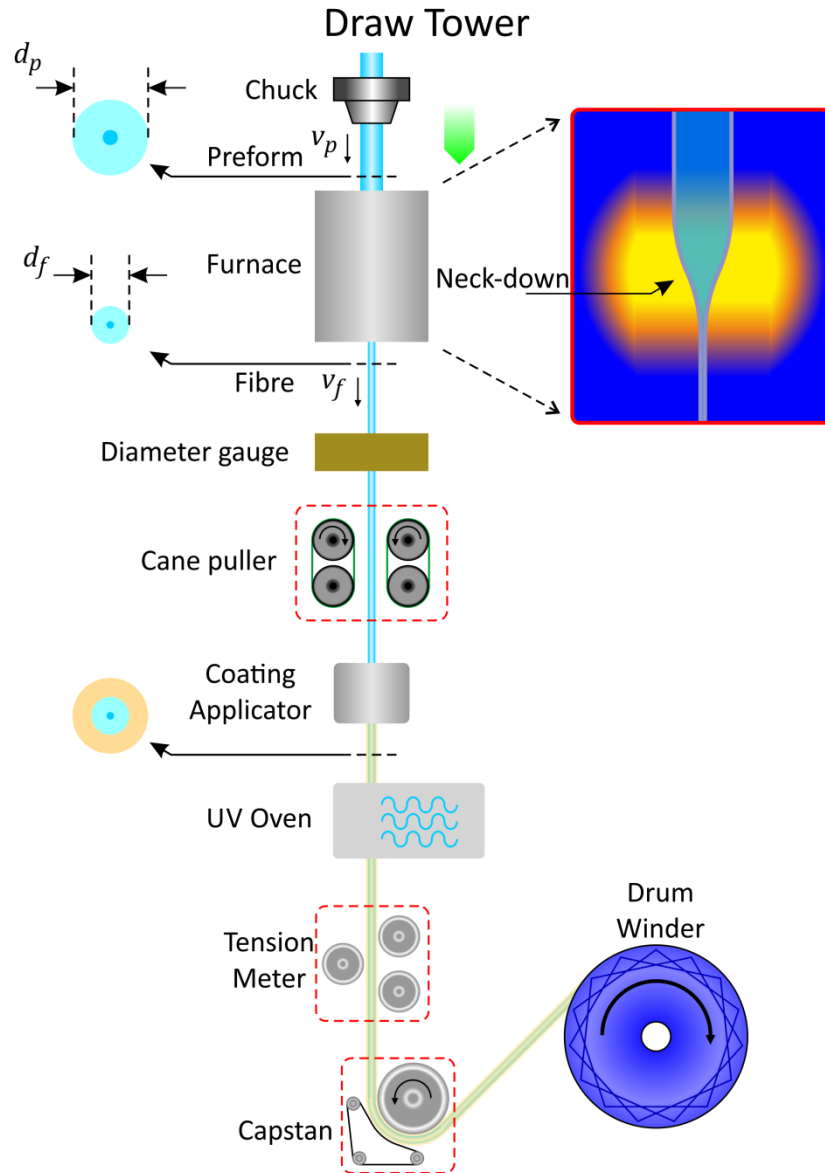 Draw Tower
d_p
Chuck
v_p
Preform
d_f
Furnace
Neck-down
Fibre
v_f
Diameter gauge
Cane puller
Coating
Applicator
UV Oven
Drum
Winder
Tension
Meter
Capstan